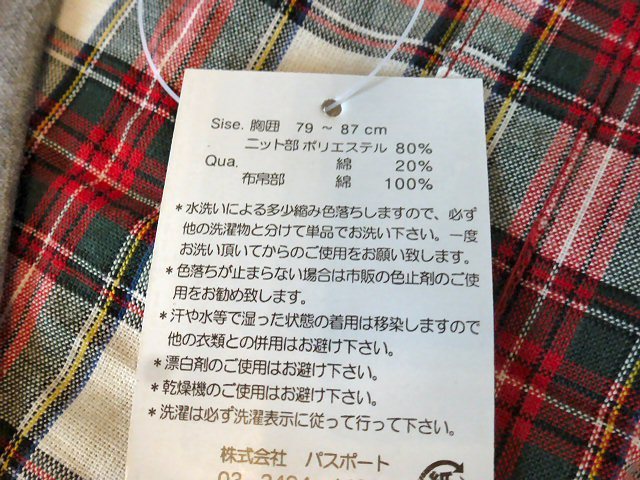 Sise. 胸囲 79 ～ 87 cm
ニット部 ポリエステル 80%
Qua. 綿 20%
布帛部 綿 100%
＊水洗いによる多少縮み色落ちしますので、必ず
他の洗濯物と分けて単品でお洗い下さい。一度
お洗い頂いてからのご使用をお願い致します。
＊色落ちが止まらない場合は市販の色止剤のご使
用をお勧め致します。
＊汗や水等で湿った状態の着用は移染しますので
他の衣類との併用はお避け下さい。
＊漂白剤のご使用はお避け下さい。
＊乾燥機のご使用はお避け下さい。
＊洗濯は必ず洗濯表示に従って行って下さい。
株式会社 パスポート
紙